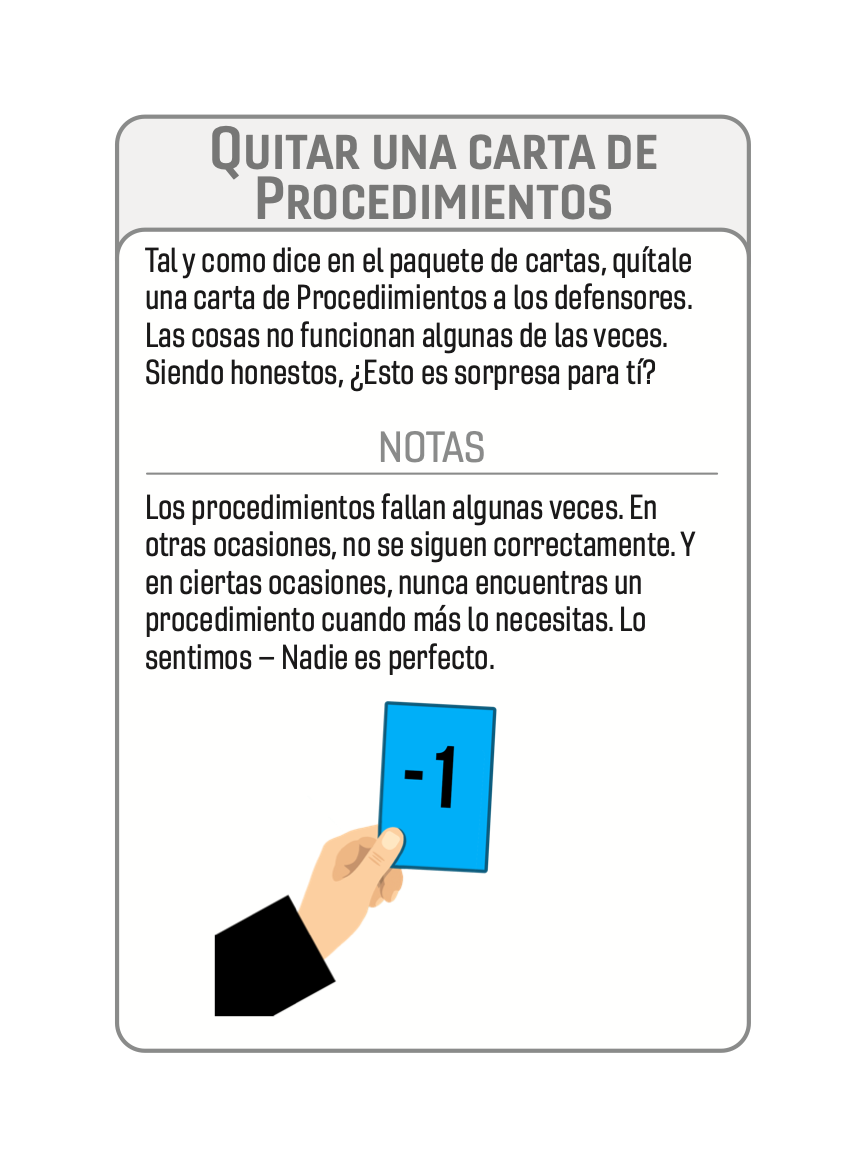 Quitar una carta de
Procedimientos
Tal y como dice en el paquete de cartas, quítale
una carta de Procediimientos a los defensores.
Las cosas no funcionan algunas de las veces.
Siendo honestos, ¿Esto es sorpresa para tí?
NOTAS
Los procedimientos fallan algunas veces. En
otras ocasiones, no se siguen correctamente. Y
en ciertas ocasiones, nunca encuentras un
procedimiento cuando más lo necesitas. Lo
sentimos – Nadie es perfecto.
-1